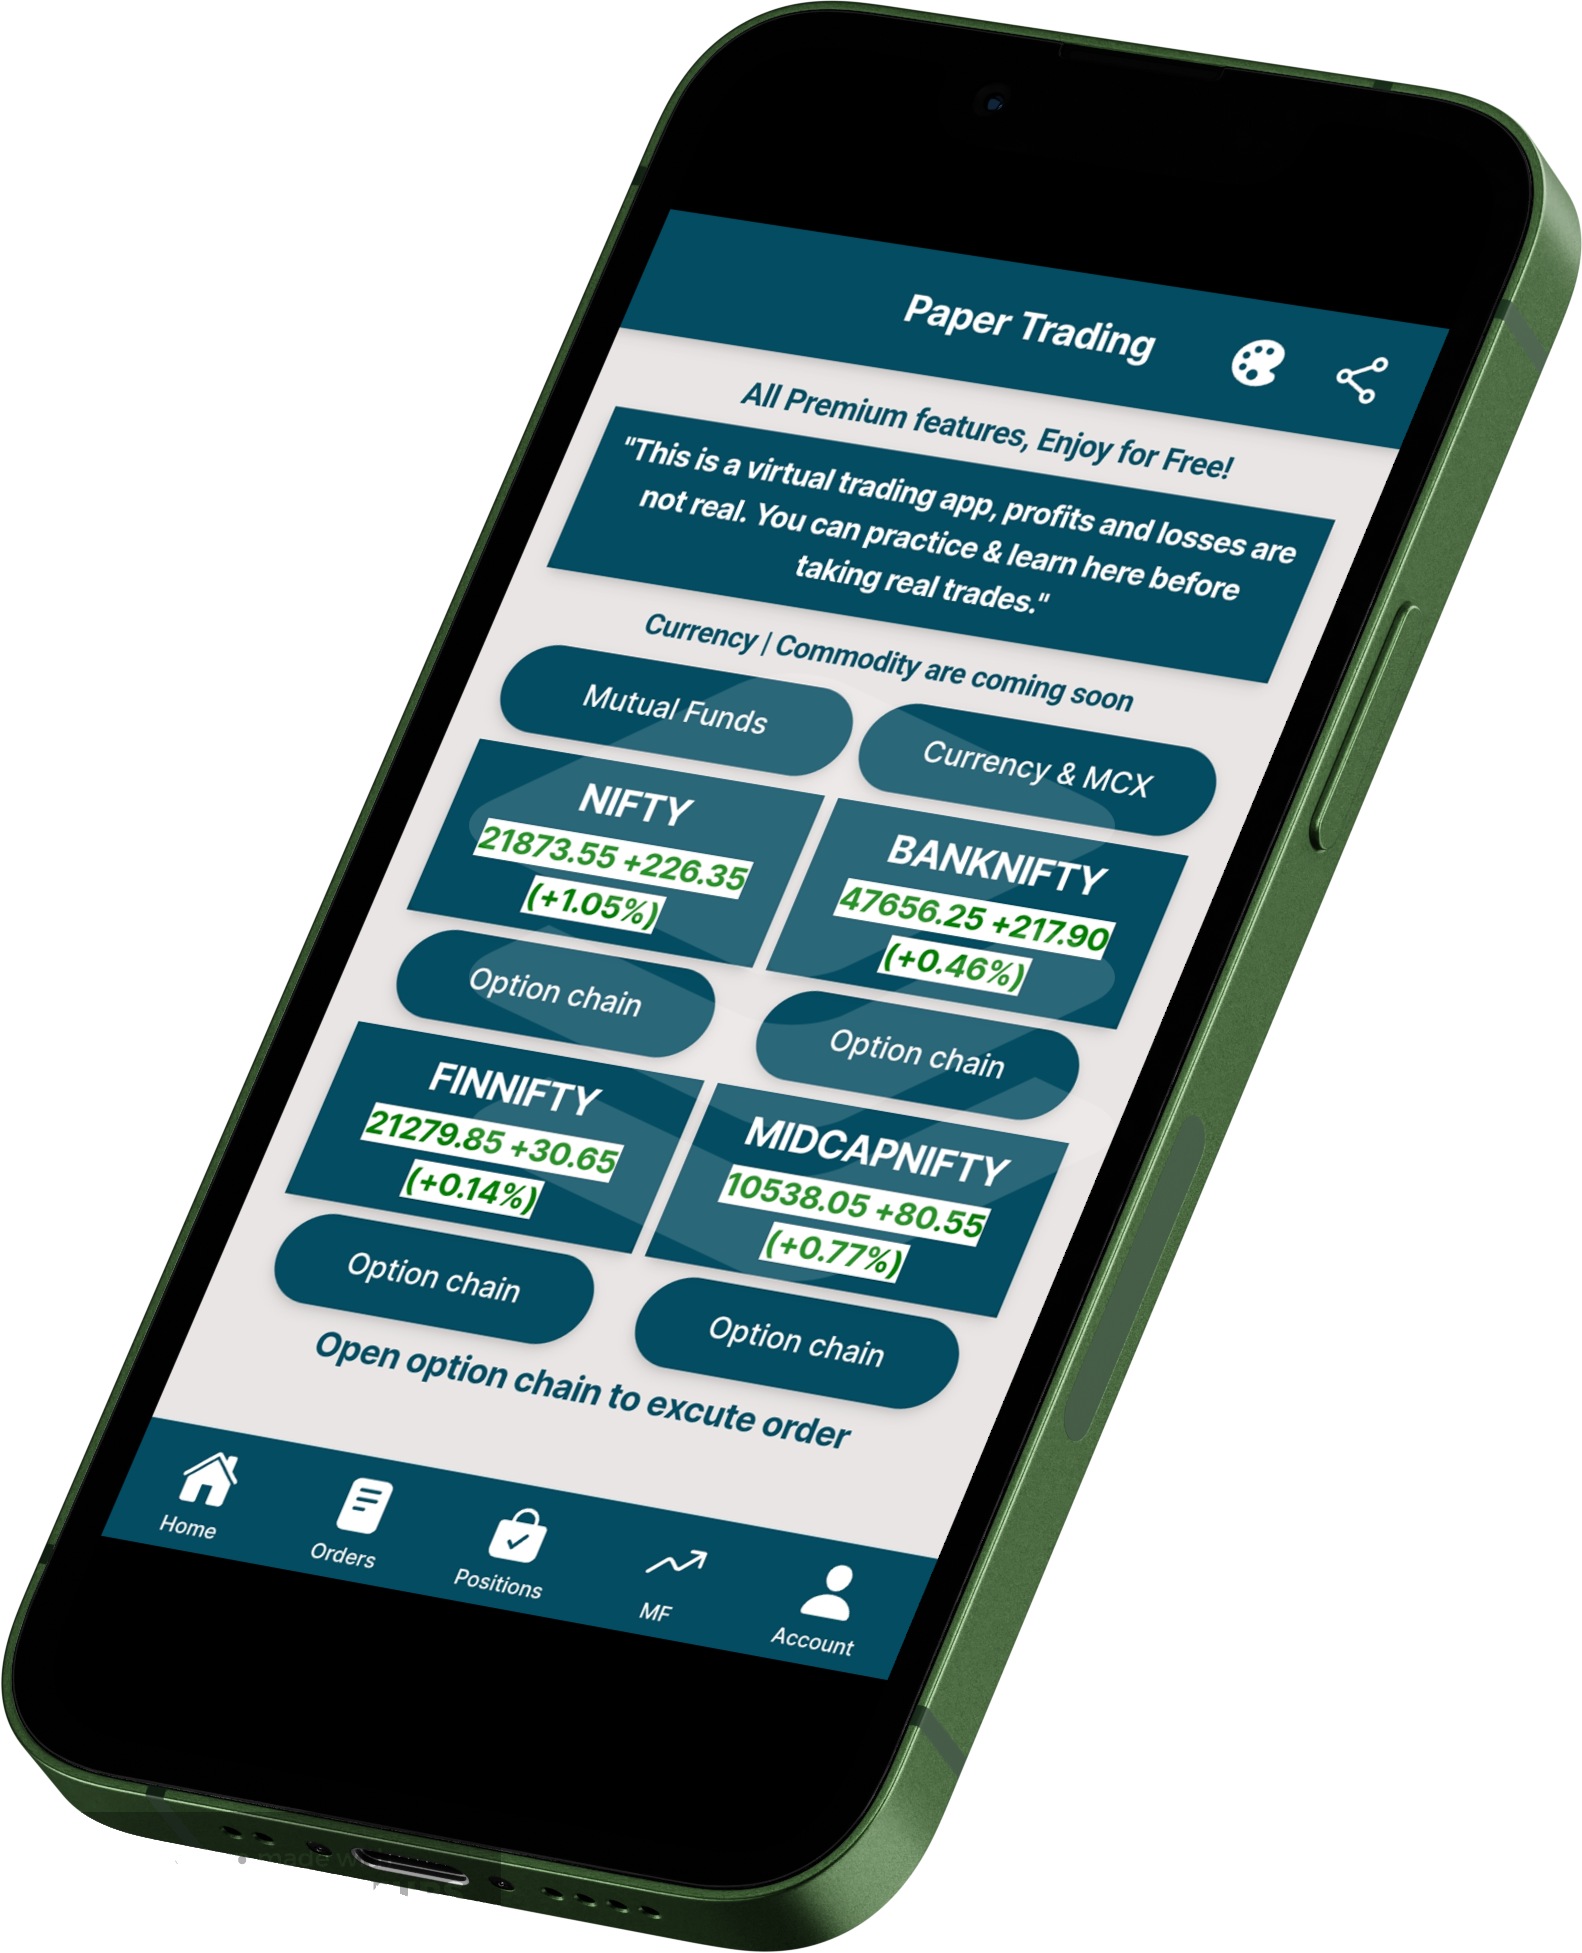 Paper Trading
All Premium features, Enjoy for Free!
"This is a virtual trading app, profits and losses are
not real. You can practice & learn here before
taking real trades."
Currency | Commodity are coming soon
Mutual Funds
Currency & MCX
NIFTY
21873.55 +226.35
(+1.05%)
BANKNIFTY
47656.25 +217.90
(+0.46%)
Option chain
Option chain
FINNIFTY
21279.85 +30.65
(+0.14%)
MIDCAPNIFTY
10538.05 +80.55
(+0.77%)
Option chain
Option chain
Open option chain to excute order
Home
Orders
Positions
MF
Account
made